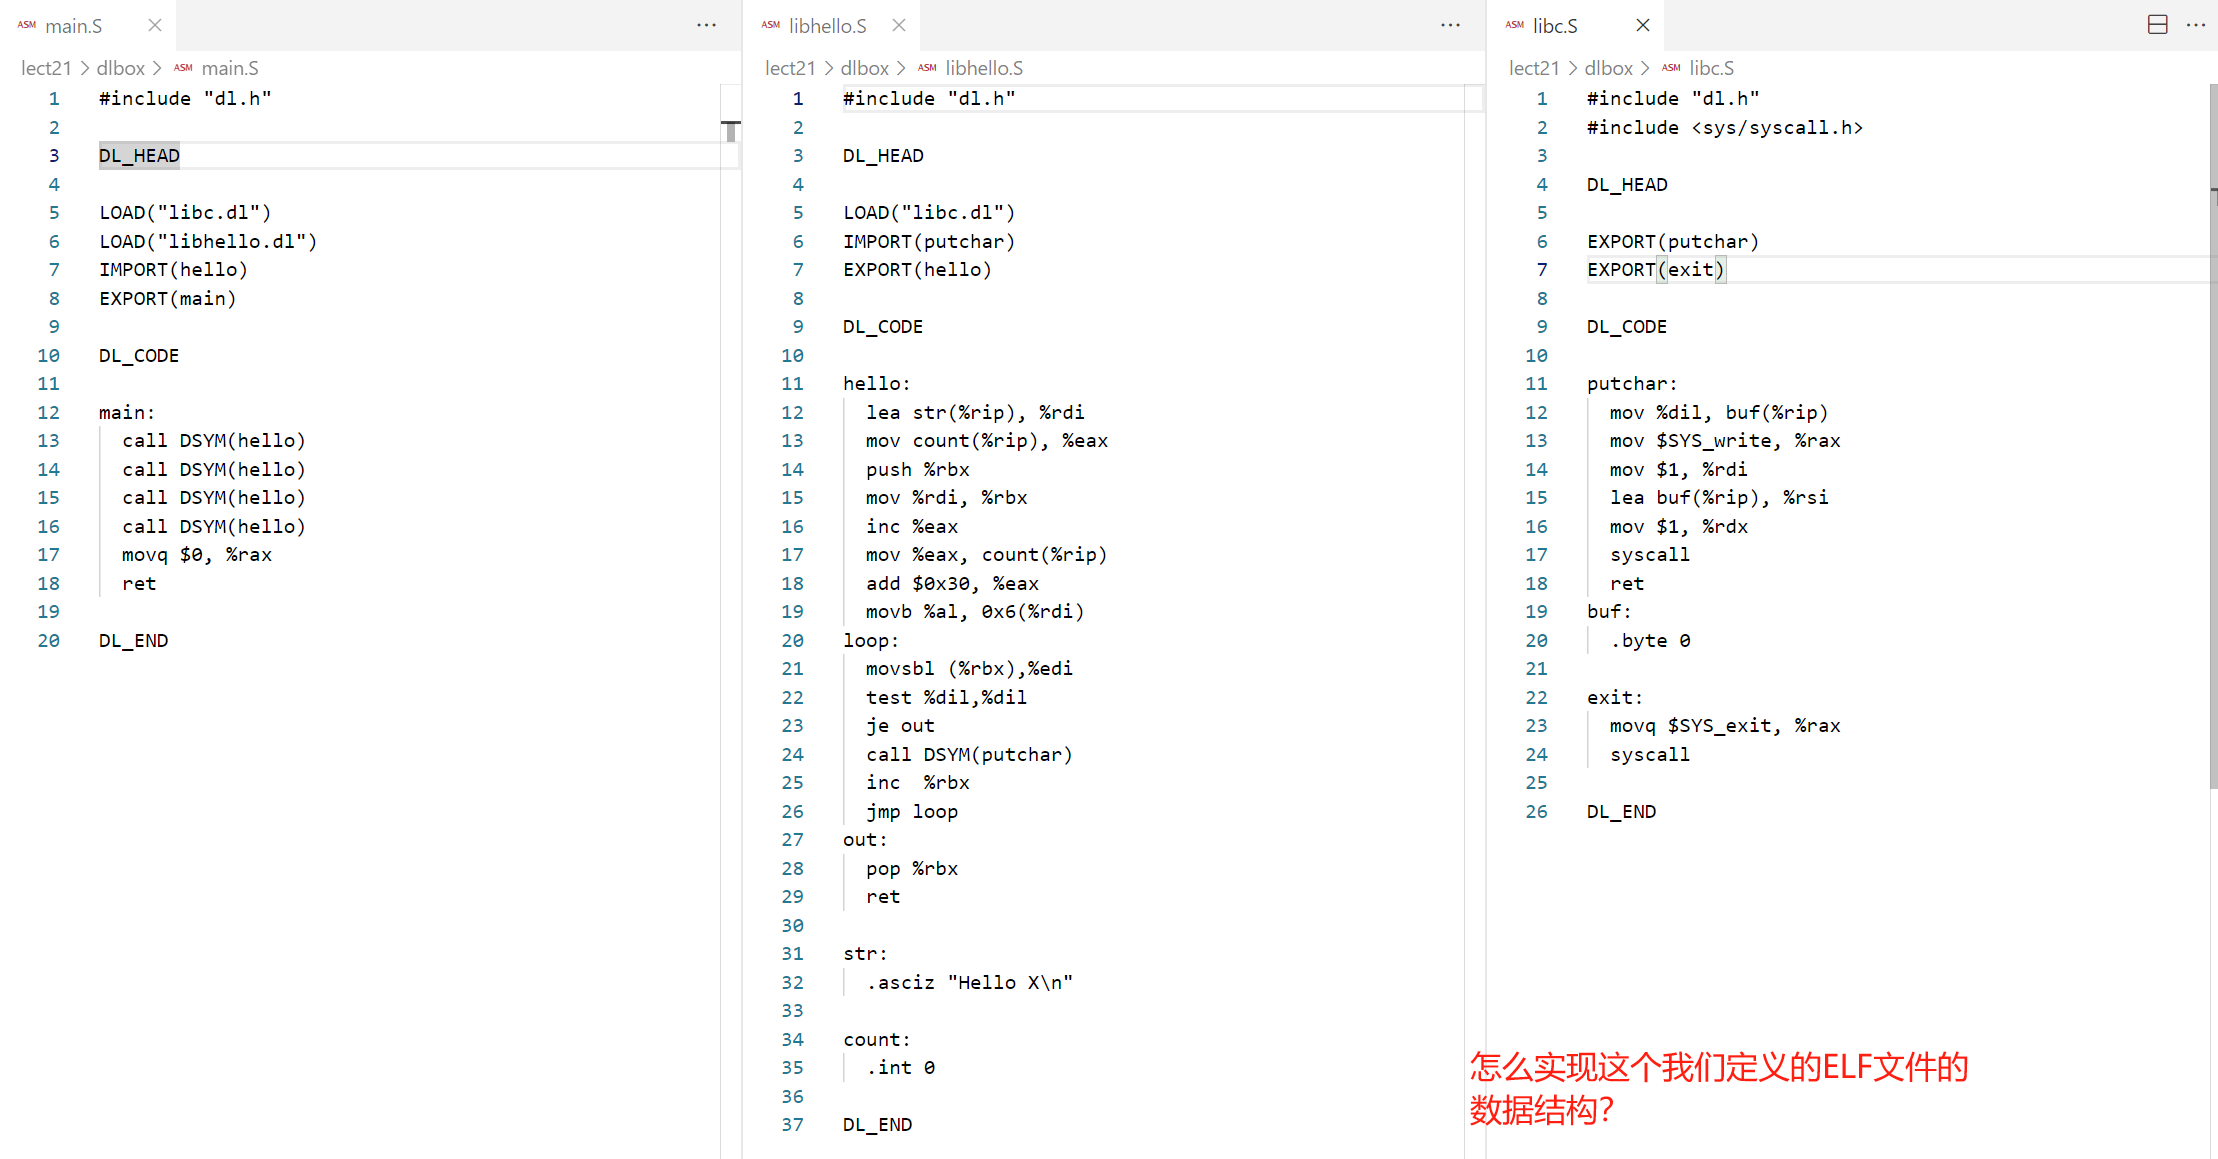 ASM main.S
lect21 > dlbox > ASM main.S
1 #include "dl.h"
2
3 DL_HEAD
4
5 LOAD("libc.dl")
6 LOAD("libhello.dl")
7 IMPORT(hello)
8 EXPORT(main)
9
10 DL_CODE
11
12 main:
13 call DSYM(hello)
14 call DSYM(hello)
15 call DSYM(hello)
16 call DSYM(hello)
17 movq $0, %rax
18 ret
19
20 DL_END
ASM libhello.S
lect21 > dlbox > ASM libhello.S
1 #include "dl.h"
2
3 DL_HEAD
4
5 LOAD("libc.dl")
6 IMPORT(putchar)
7 EXPORT(hello)
8
9 DL_CODE
10
11 hello:
12 lea str(%rip), %rdi
13 mov count(%rip), %eax
14 push %rbx
15 mov %rdi, %rbx
16 inc %eax
17 mov %eax, count(%rip)
18 add $0x30, %eax
19 movb %al, 0x6(%rdi)
20 loop:
21 movsbl (%rbx),%edi
22 test %dil,%dil
23 je out
24 call DSYM(putchar)
25 inc  %rbx
26 jmp loop
27 out:
28 pop %rbx
29 ret
30
31 str:
32 .asciz "Hello X\n"
33
34 count:
35 .int 0
36
37 DL_END
ASM libc.S
lect21 > dlbox > ASM libc.S
1 #include "dl.h"
2 #include <sys/syscall.h>
3
4 DL_HEAD
5
6 EXPORT(putchar)
7 EXPORT(exit)
8
9 DL_CODE
10
11 putchar:
12 mov %dil, buf(%rip)
13 mov $SYS_write, %rax
14 mov $1, %rdi
15 lea buf(%rip), %rsi
16 mov $1, %rdx
17 syscall
18 ret
19 buf:
20 .byte 0
21
22 exit:
23 movq $SYS_exit, %rax
24 syscall
25
26 DL_END
怎么实现这个我们定义的ELF文件的
数据结构？